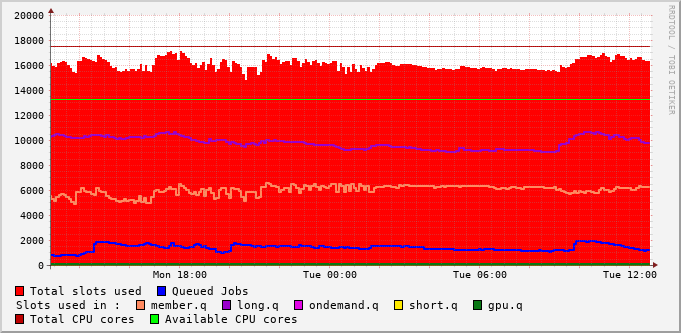 20000
18000
16000
14000
12000
10000
8000
6000
4000
2000
0
Mon 18:00 Tue 00:00 Tue 06:00 Tue 12:00
Total slots used Queued Jobs
Slots used in : member.q long.q ondemand.q short.q gpu.q
Total CPU cores Available CPU cores
RRDTOOL / TOBI OETIKER